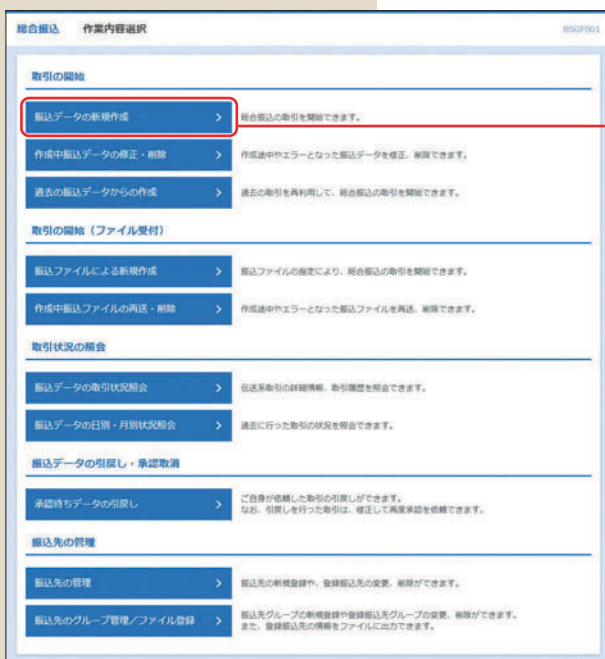 総合振込 作業内容選択 BSGF001
取引の開始
振込データの新規作成 総合振込の取引を開始できます。
作成中振込データの修正・削除 作成途中やエラーとなった振込データを修正、削除できます。
過去の振込データからの作成 過去の取引を再利用して、総合振込の取引を開始できます。
取引の開始（ファイル受付）
振込ファイルによる新規作成 振込ファイルの指定により、総合振込の取引を開始できます。
作成中振込ファイルの再送・削除 作成途中やエラーとなった振込ファイルを再送、削除できます。
取引状況の照会
振込データの取引状況照会 伝送系取引の詳細情報、取引履歴を照会できます。
振込データの日別・月別状況照会 過去に行った取引の状況を照会できます。
振込データの引戻し・承認取消
承認待ちデータの引戻し ご自身が依頼した取引の引戻しができます。
なお、引戻しを行った取引は、修正して再度承認を依頼できます。
振込先の管理
振込先の管理 振込先の新規登録や、登録振込先の変更、削除ができます。
振込先のグループ管理／ファイル登録 振込先グループの新規登録や登録振込先グループの変更、削除ができます。
また、登録振込先の情報をファイルに出力できます。